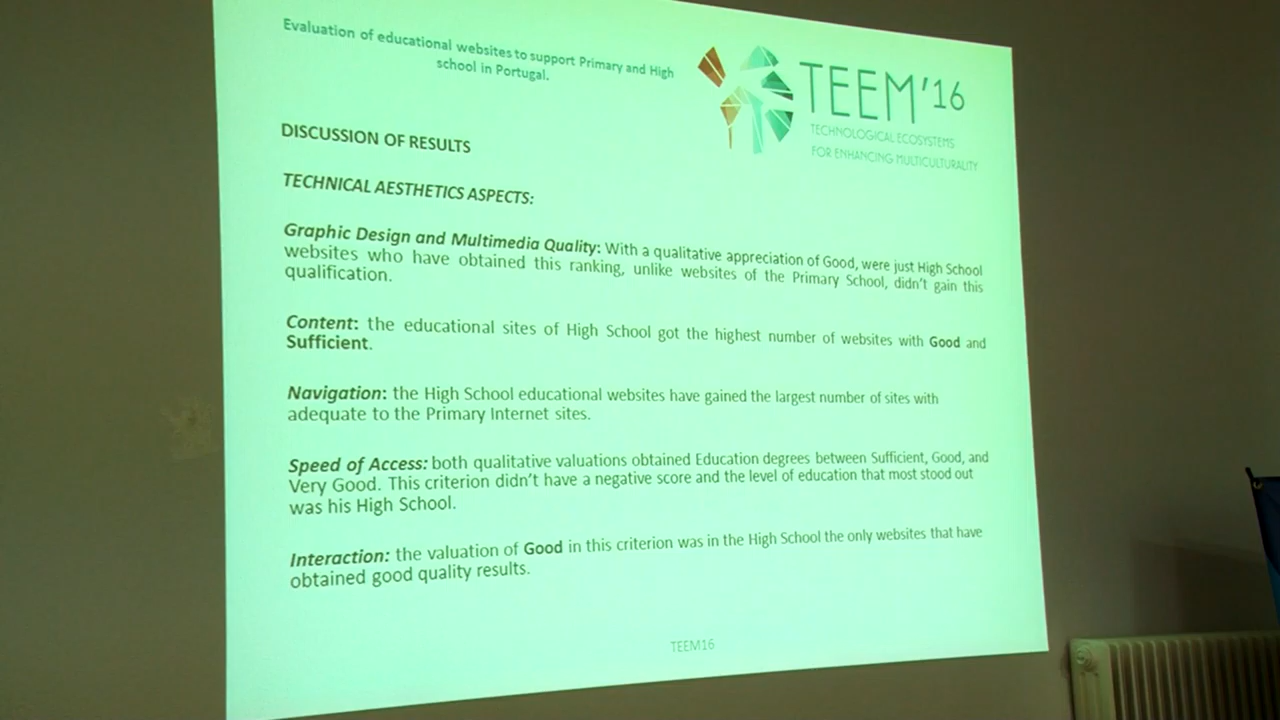 Evaluation of educational websites to support Primary and High
school in Portugal.
TEEM'16
TECHNOLOGICAL ECOSYSTEMS
FOR ENHANCING MULTICULTURALITY
DISCUSSION OF RESULTS
TECHNICAL AESTHETICS ASPECTS:
Graphic Design and Multimedia Quality: With a qualitative appreciation of Good, were just High School
websites who have obtained this ranking, unlike websites of the Primary School, didn't gain this
qualification.
Content: the educational sites of High School got the highest number of websites with Good and
Sufficient.
Navigation: the High School educational websites have gained the largest number of sites with
adequate to the Primary Internet sites.
Speed of Access: both qualitative valuations obtained Education degrees between Sufficient, Good, and
Very Good. This criterion didn't have a negative score and the level of education that most stood out
was his High School.
Interaction: the valuation of Good in this criterion was in the High School the only websites that have
obtained good quality results.
TEEM16